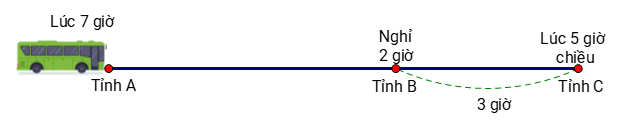 Lúc 7 giờ
Nghỉ
2 giờ
Lúc 5 giờ
chiều
Tỉnh A
Tỉnh B
Tỉnh C
3 giờ